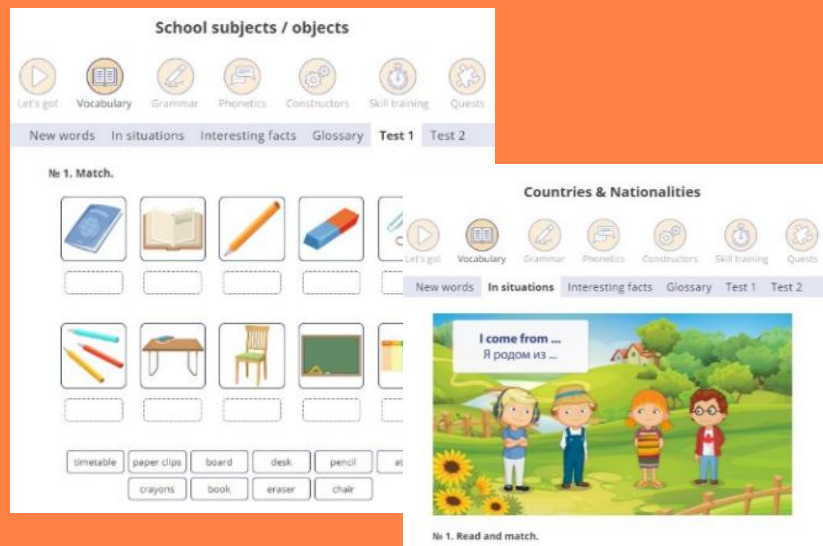 School subjects / objects
Let's go! Vocabulary Grammar Phonetics Constructors Skill training Quests
New words In situations Interesting facts Glossary Test 1 Test 2
№ 1. Match.
timetable paper clips board desk pencil
crayons book eraser chair
Countries & Nationalities
Let's go! Vocabulary Grammar Phonetics Constructors Skill training Quests
New words In situations Interesting facts Glossary Test 1 Test 2
I come from ...
Я родом из ...
№ 1. Read and match.